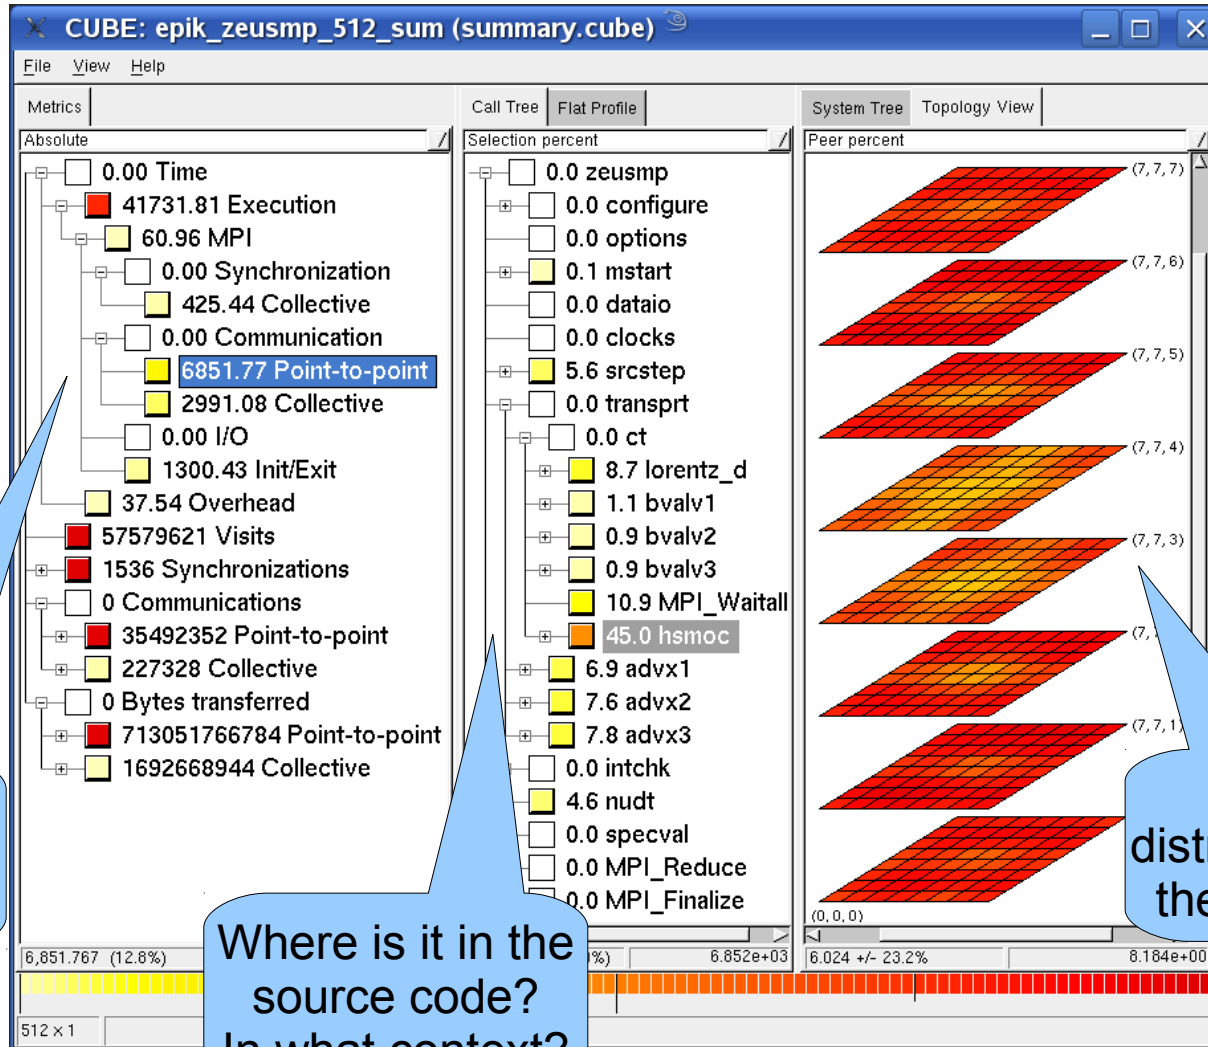 CUBE: epik_zeusmp_512_sum (summary.cube)
File View Help
Metrics
Absolute
0.00 Time
41731.81 Execution
60.96 MPI
0.00 Synchronization
425.44 Collective
0.00 Communication
6851.77 Point-to-point
2991.08 Collective
0.00 I/O
1300.43 Init/Exit
37.54 Overhead
57579621 Visits
1536 Synchronizations
0 Communications
35492352 Point-to-point
227328 Collective
0 Bytes transferred
713051766784 Point-to-point
1692668944 Collective
6,851.767 (12.8%)
512 x 1
Call Tree Flat Profile
Selection percent
0.0 zeusmp
0.0 configure
0.0 options
0.1 mstart
0.0 dataio
0.0 clocks
5.6 srcstep
0.0 transprt
0.0 ct
8.7 lorentz_d
1.1 bvalv1
0.9 bvalv2
0.9 bvalv3
10.9 MPI_Waitall
45.0 hsmoc
6.9 advx1
7.6 advx2
7.8 advx3
0.0 intchk
4.6 nudt
0.0 specval
0.0 MPI_Reduce
0.0 MPI_Finalize
%) 6.852e+03
Where is it in the
source code?
In what context?
System Tree Topology View
Peer percent
(7,7,7)
(7,7,6)
(7,7,5)
(7,7,4)
(7,7,3)
(7,
(7,7,1)
(0,0,0)
6.024 +/- 23.2% 8.184e+00
distr
the